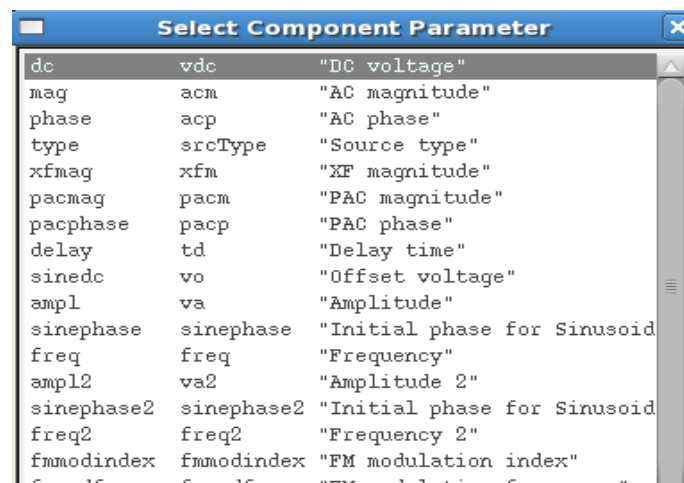 Select Component Parameter
dc vdc "DC voltage"
mag acm "AC magnitude"
phase acp "AC phase"
type srcType "Source type"
xfmag xfm "XF magnitude"
pacmag pacm "PAC magnitude"
pacphase pacp "PAC phase"
delay td "Delay time"
sinedc vo "Offset voltage"
ampl va "Amplitude"
sinephase sinephase "Initial phase for Sinusoid
freq freq "Frequency"
ampl2 va2 "Amplitude 2"
sinephase2 sinephase2 "Initial phase for Sinusoid
freq2 freq2 "Frequency 2"
fmmodindex fmmodindex "FM modulation index"